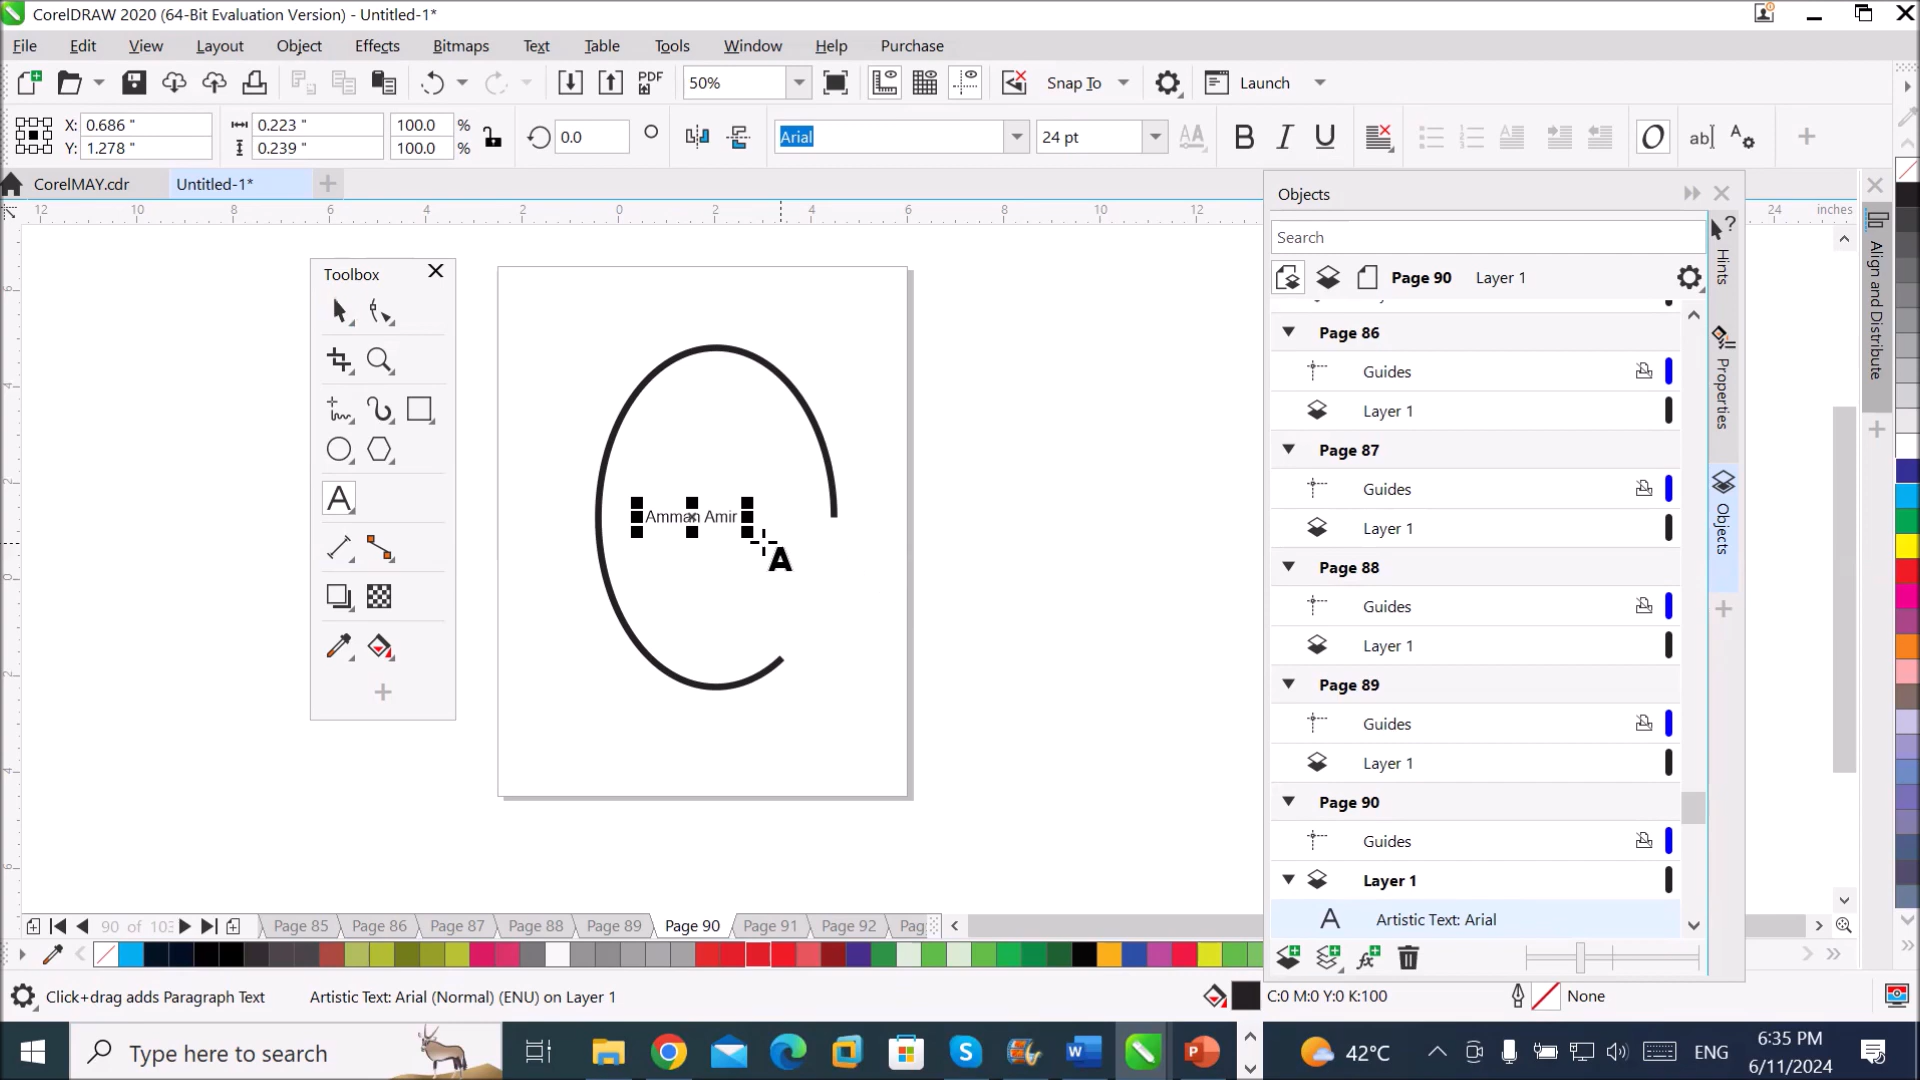 CorelDRAW 2020 (64-Bit Evaluation Version) - Untitled-1*
File Edit View Layout Object Effects Bitmaps Text Table Tools Window Help Purchase
PDF 50% Snap To Launch
X: 0.686 " 0.223 " 100.0 % 0.0 Arial 24 pt B I U O ab|
Y: 1.278 " 0.239 " 100.0 %
CorelMAY.cdr Untitled-1*
12 10 8 6 4 2 0 2 4 6 8 10 12 24 inches
Toolbox
Amman Amir
A
Objects
Search
Page 90 Layer 1
Page 86
Guides
Layer 1
Page 87
Guides
Layer 1
Page 88
Guides
Layer 1
Page 89
Guides
Layer 1
Page 90
Guides
Layer 1
A Artistic Text: Arial
Hints
Properties
Objects
Align and Distribute
90 of 103 Page 85 Page 86 Page 87 Page 88 Page 89 Page 90 Page 91 Page 92 Pag
Click+drag adds Paragraph Text Artistic Text: Arial (Normal) (ENU) on Layer 1 C:0 M:0 Y:0 K:100 None
Type here to search 42°C ENG 6:35 PM
6/11/2024